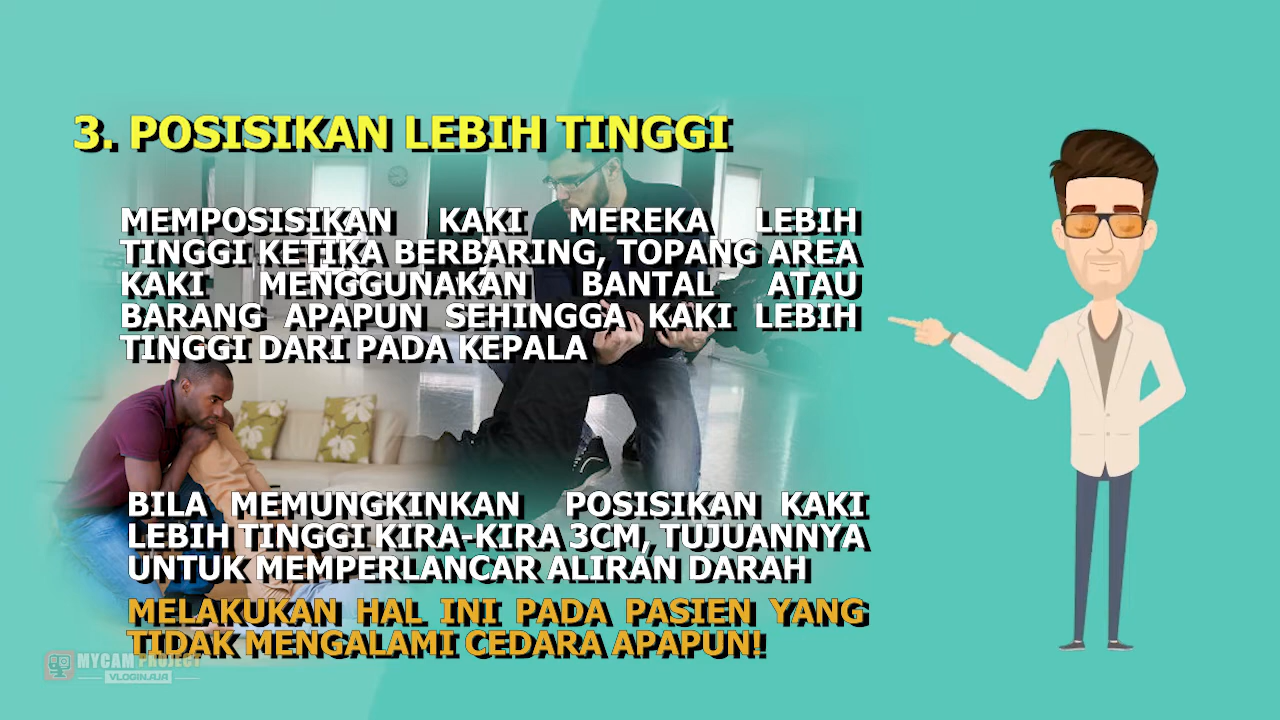 3. POSISIKAN LEBIH TINGGI
MEMPOSISIKAN KAKI MEREKA LEBIH
TINGGI KETIKA BERBARING, TOPANG AREA
KAKI MENGGUNAKAN BANTAL ATAU
BARANG APAPUN SEHINGGA KAKI LEBIH
TINGGI DARI PADA KEPALA
BILA MEMUNGKINKAN POSISIKAN KAKI
LEBIH TINGGI KIRA-KIRA 3CM, TUJUANNYA
UNTUK MEMPERLANCAR ALIRAN DARAH
MELAKUKAN HAL INI PADA PASIEN YANG
TIDAK MENGALAMI CEDARA APAPUN!
MYCAM PROJECT
VLOGINAJA